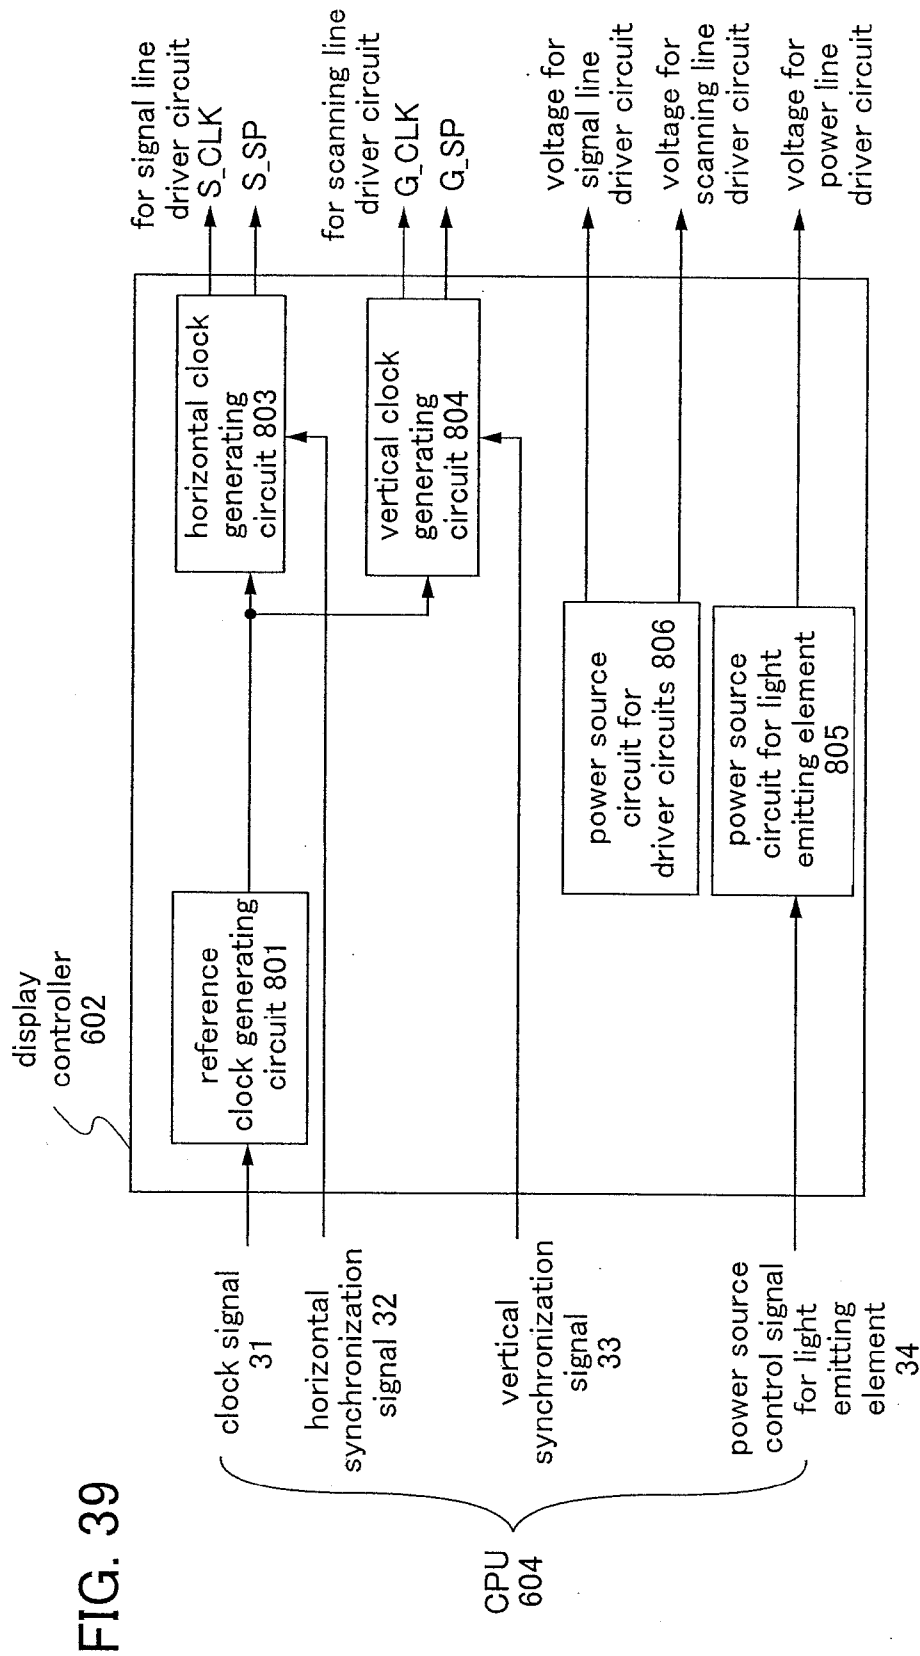 FIG. 39
display
controller
602
CPU
604
clock signal
31
horizontal
synchronization
signal 32
vertical
synchronization
signal
33
power source
control signal
for light
emitting
element
34
reference
clock generating
circuit 801
horizontal clock
generating
circuit 803
vertical clock
generating
circuit 804
power source
circuit for
driver circuits 806
power source
circuit for light
emitting element
805
for signal line
driver circuit
S_CLK
S_SP
for scanning line
driver circuit
G_CLK
G_SP
voltage for
signal line
driver circuit
voltage for
scanning line
driver circuit
voltage for
power line
driver circuit